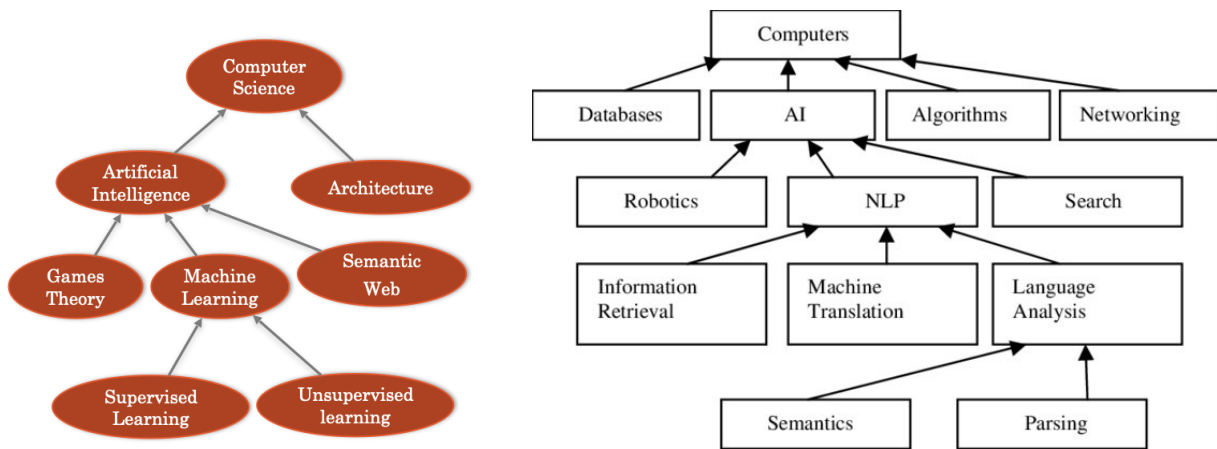 Computer
Science
Artificial
Intelligence
Architecture
Games
Theory
Machine
Learning
Semantic
Web
Supervised
Learning
Unsupervised
learning
Computers
Databases
AI
Algorithms
Networking
Robotics
NLP
Search
Information
Retrieval
Machine
Translation
Language
Analysis
Semantics
Parsing